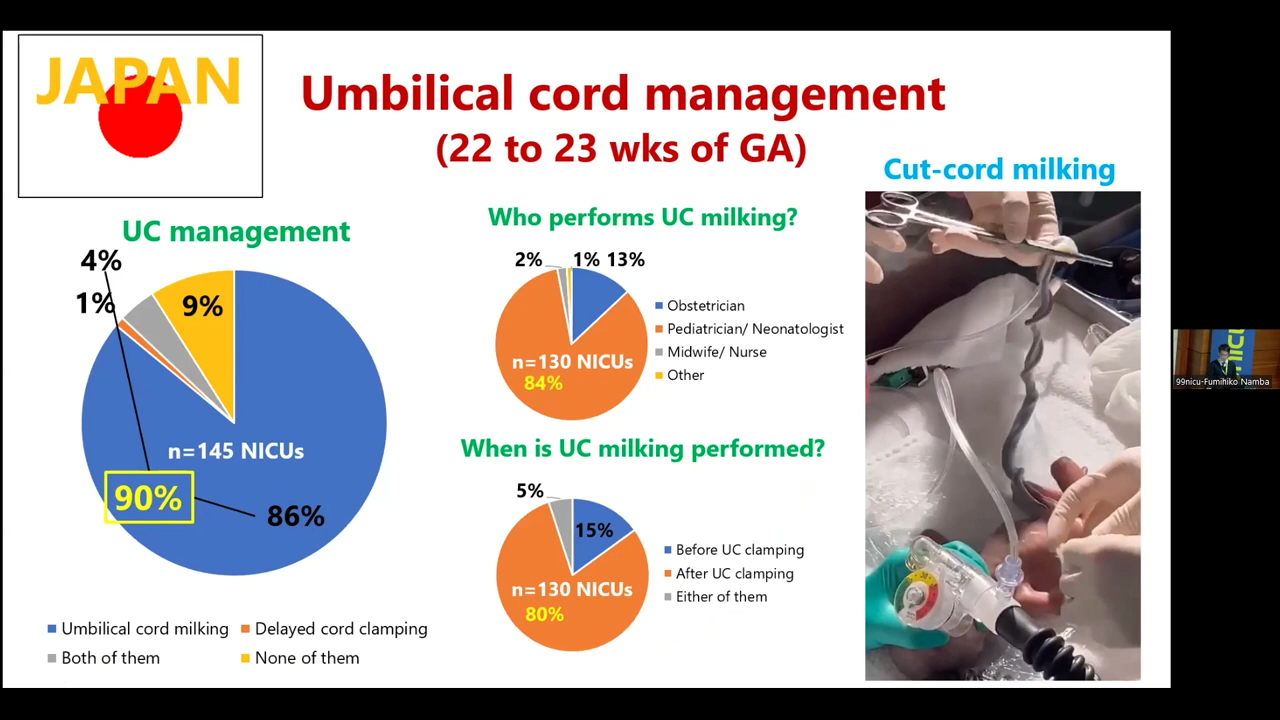 JAPAN
Umbilical cord management
(22 to 23 wks of GA)
Cut-cord milking
UC management
4%
1%
9%
n=145 NICUs
90%
86%
Umbilical cord milking
Delayed cord clamping
Both of them
None of them
Who performs UC milking?
2%
1%
13%
n=130 NICUs
84%
Obstetrician
Pediatrician/ Neonatologist
Midwife/ Nurse
Other
When is UC milking performed?
5%
15%
n=130 NICUs
80%
Before UC clamping
After UC clamping
Either of them
99nicu-Fumihiko Namba